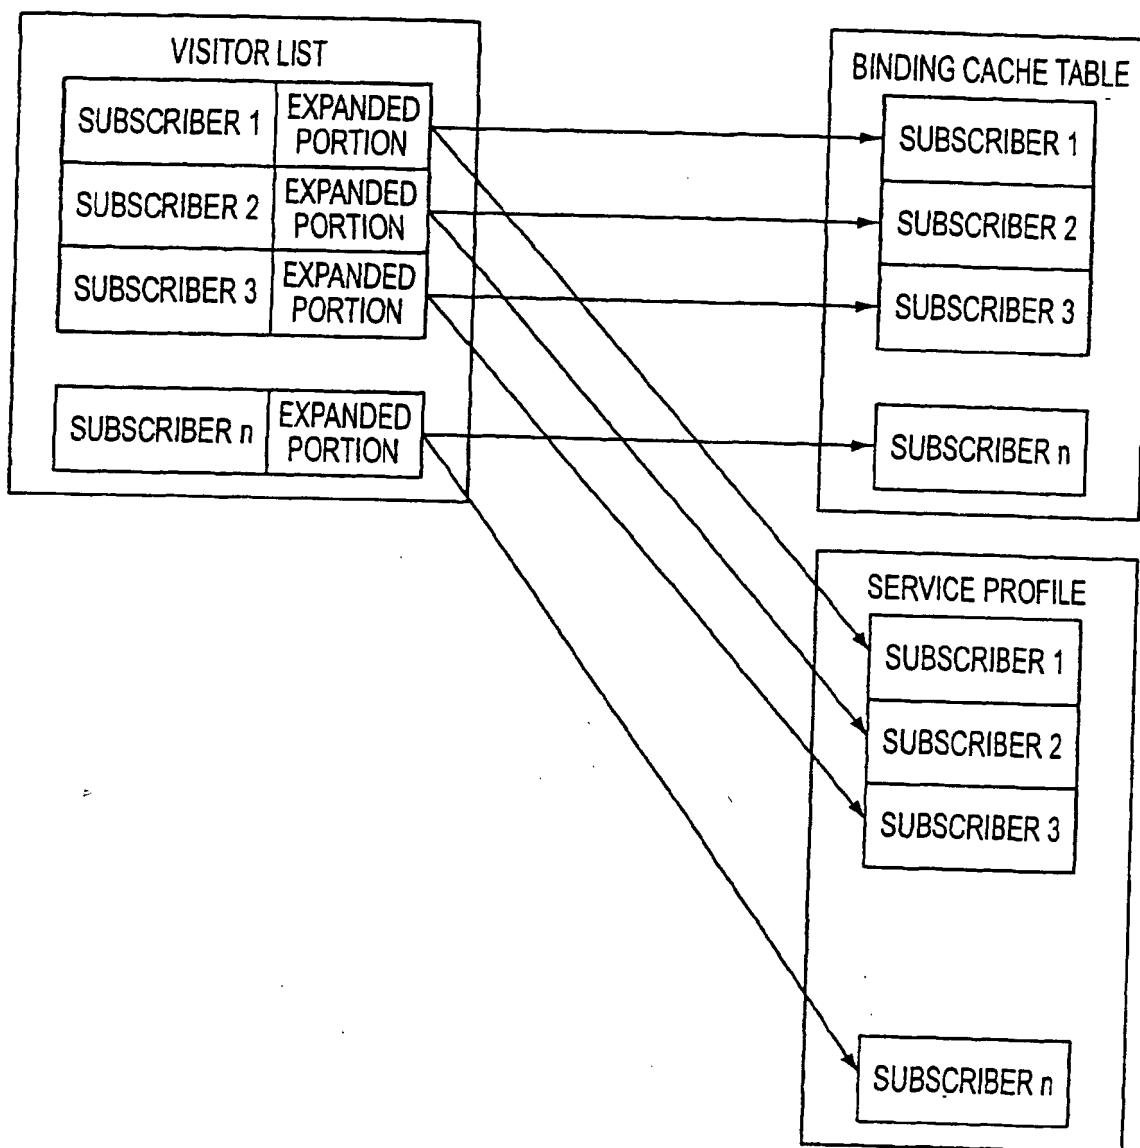 VISITOR LIST
SUBSCRIBER 1
EXPANDED
PORTION
SUBSCRIBER 2
EXPANDED
PORTION
SUBSCRIBER 3
EXPANDED
PORTION
SUBSCRIBER n
EXPANDED
PORTION
BINDING CACHE TABLE
SUBSCRIBER 1
SUBSCRIBER 2
SUBSCRIBER 3
SUBSCRIBER n
SERVICE PROFILE
SUBSCRIBER 1
SUBSCRIBER 2
SUBSCRIBER 3
SUBSCRIBER n